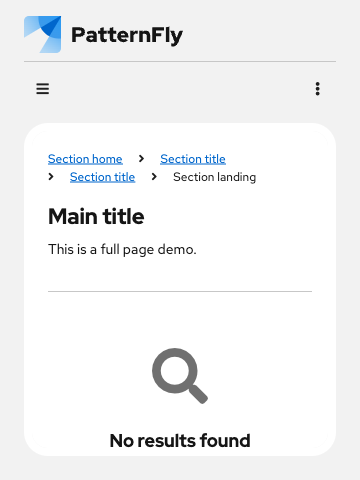 PatternFly
Section home > Section title
> Section title > Section landing
Main title
This is a full page demo.
No results found